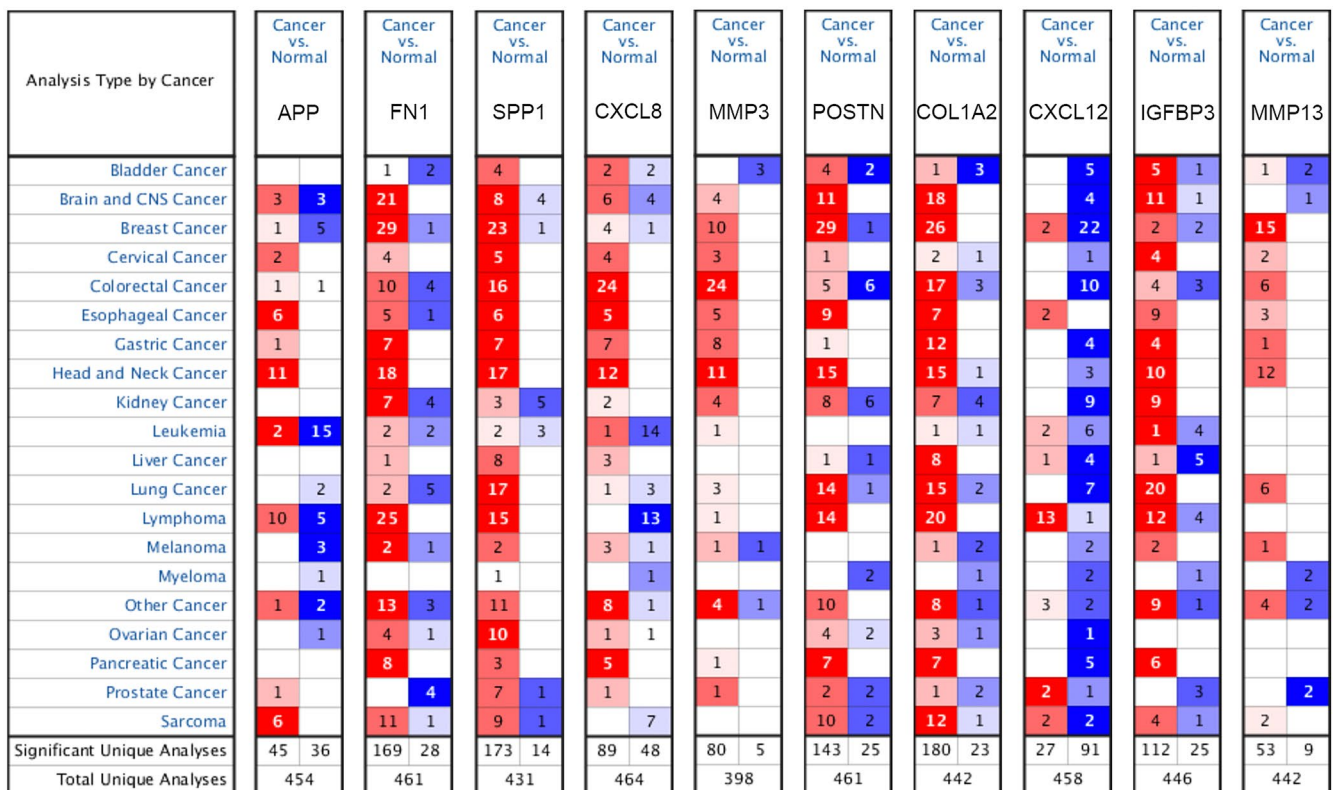 Analysis Type by Cancer
Cancer vs. Normal Cancer vs. Normal Cancer vs. Normal Cancer vs. Normal Cancer vs. Normal Cancer vs. Normal Cancer vs. Normal Cancer vs. Normal Cancer vs. Normal Cancer vs. Normal
APP FN1 SPP1 CXCL8 MMP3 POSTN COL1A2 CXCL12 IGFBP3 MMP13
Bladder Cancer 1 2 4 2 2 3 4 2 1 3 5 5 1 1 2
Brain and CNS Cancer 3 3 21 8 4 6 4 4 11 18 4 11 1 1
Breast Cancer 1 5 29 1 23 1 4 1 10 29 1 26 2 22 2 2 15
Cervical Cancer 2 4 5 4 3 1 2 1 1 4 2
Colorectal Cancer 1 1 10 4 16 24 24 5 6 17 3 10 4 3 6
Esophageal Cancer 6 5 1 6 5 5 9 7 2 9 3
Gastric Cancer 1 7 7 7 8 1 12 4 4 1
Head and Neck Cancer 11 18 17 12 11 15 15 1 3 10 12
Kidney Cancer 7 4 3 5 2 4 8 6 7 4 9 9
Leukemia 2 15 2 2 2 3 1 14 1 1 1 2 6 1 4
Liver Cancer 1 8 3 1 1 8 1 4 1 5
Lung Cancer 2 2 5 17 1 3 3 14 1 15 2 7 20 6
Lymphoma 10 5 25 15 13 1 14 20 13 1 12 4
Melanoma 3 2 1 2 3 1 1 1 1 2 2 2 1
Myeloma 1 1 1 2 1 2 1 2
Other Cancer 1 2 13 3 11 8 1 4 1 10 8 1 3 2 9 1 4 2
Ovarian Cancer 1 4 1 10 1 1 4 2 3 1 1
Pancreatic Cancer 8 3 5 1 7 7 5 6
Prostate Cancer 1 4 7 1 1 1 2 2 1 2 2 1 3 2
Sarcoma 6 11 1 9 1 7 10 2 12 1 2 2 4 1 2
Significant Unique Analyses 45 36 169 28 173 14 89 48 80 5 143 25 180 23 27 91 112 25 53 9
Total Unique Analyses 454 461 431 464 398 461 442 458 446 442